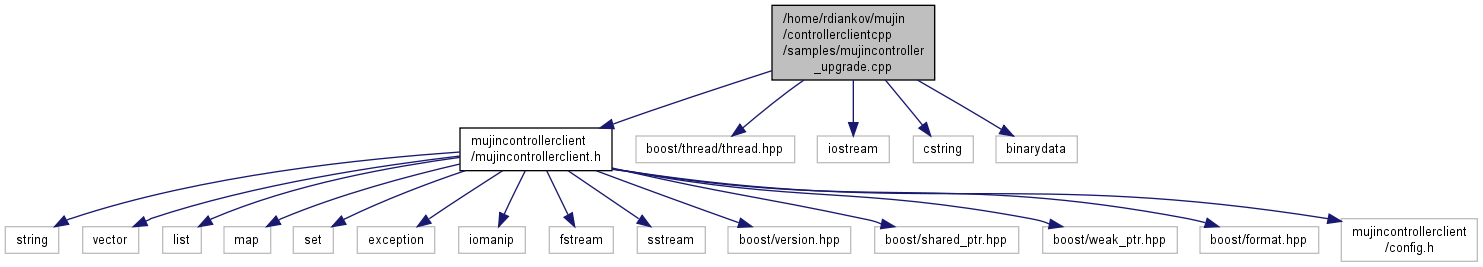 /home/rdiankov/mujin
/controllerclientcpp
/samples/mujincontroller
_upgrade.cpp
mujincontrollerclient
/mujincontrollerclient.h
boost/thread/thread.hpp
iostream
cstring
binarydata
string
vector
list
map
set
exception
iomanip
fstream
sstream
boost/version.hpp
boost/shared_ptr.hpp
boost/weak_ptr.hpp
boost/format.hpp
mujincontrollerclient
/config.h